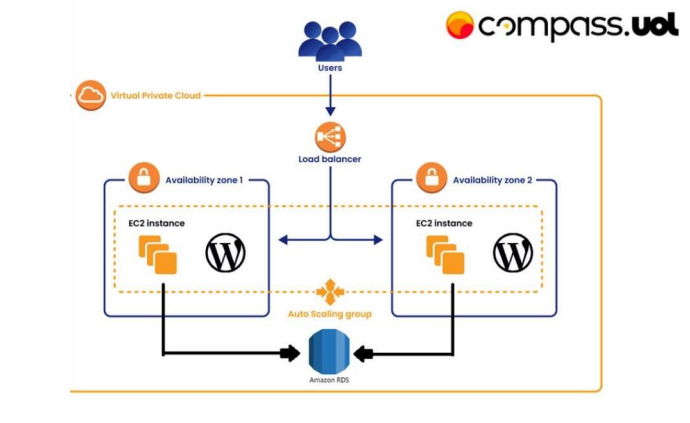 compass.uol
Users
Virtual Private Cloud
Load balancer
Availability zone 1
Availability zone 2
EC2 instance
EC2 instance
Auto Scaling group
Amazon RDS